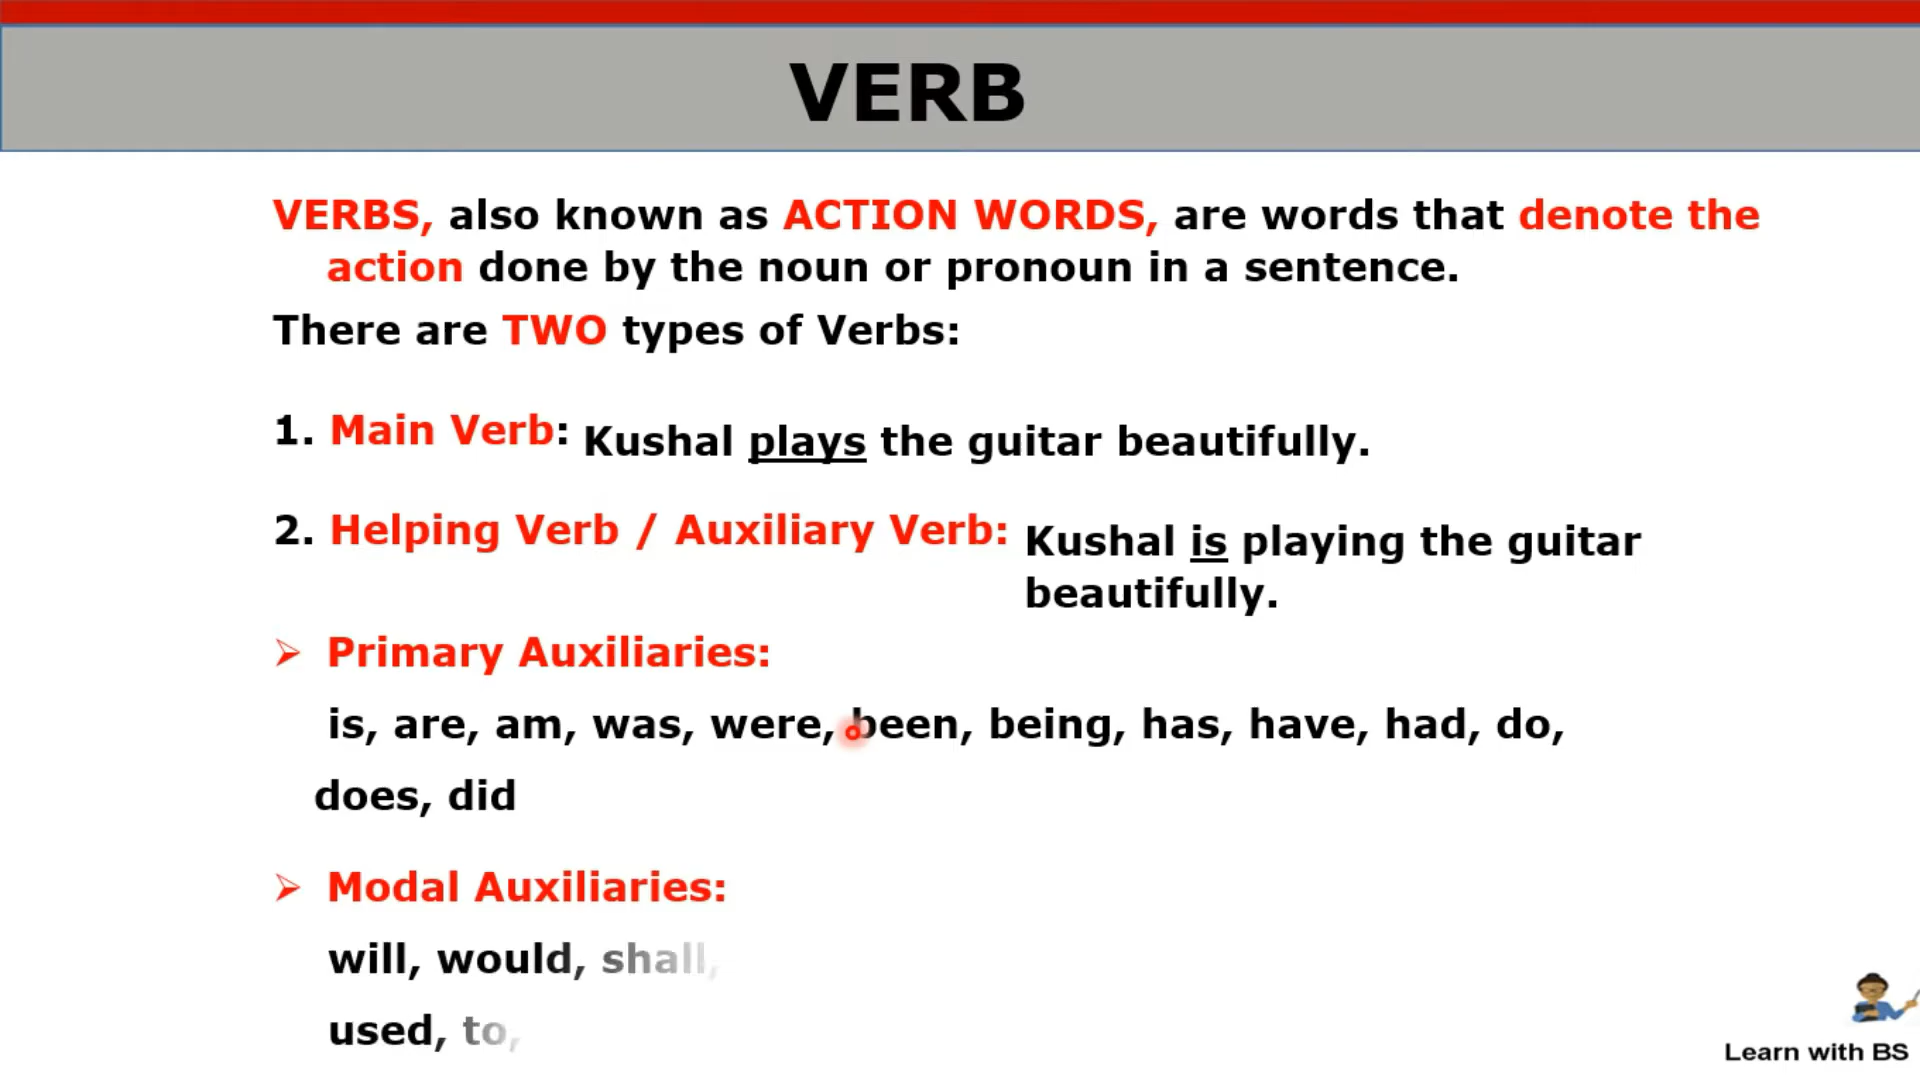 VERB
VERBS, also known as ACTION WORDS, are words that denote the
action done by the noun or pronoun in a sentence.
There are TWO types of Verbs:
1. Main Verb: Kushal plays the guitar beautifully.
2. Helping Verb / Auxiliary Verb: Kushal is playing the guitar
beautifully.
➢ Primary Auxiliaries:
is, are, am, was, were, been, being, has, have, had, do,
does, did
➢ Modal Auxiliaries:
will, would, shall,
used, to,
Learn with BS